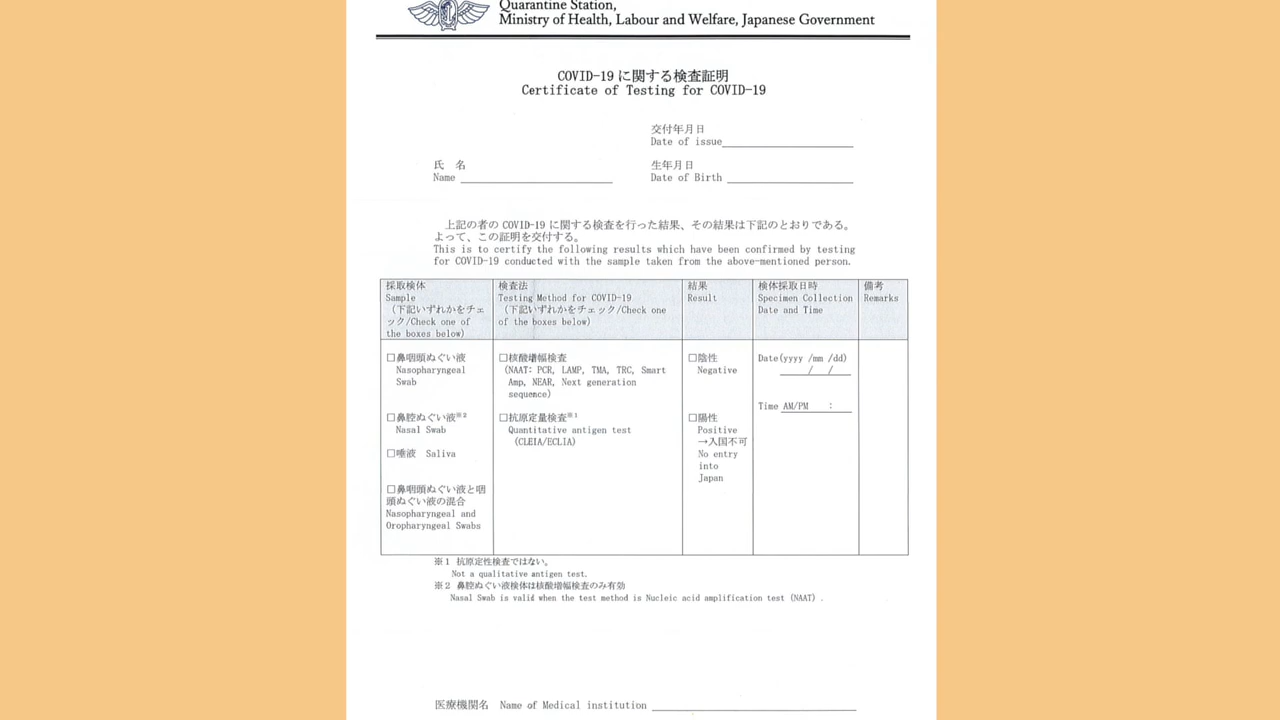 Quarantine Station,
Ministry of Health, Labour and Welfare, Japanese Government
COVID-19 に関する検査証明
Certificate of Testing for COVID-19
交付年月日
Date of issue
氏 名
Name
生年月日
Date of Birth
上記の者の COVID-19 に関する検査を行った結果、その結果は下記のとおりである。
よって、この証明を交付する。
This is to certify the following results which have been confirmed by testing
for COVID-19 conducted with the sample taken from the above-mentioned person.
採取検体
Sample
(下記いずれかをチェ
ック/Check one of
the boxes below)
検査法
Testing Method for COVID-19
(下記いずれかをチェック/Check one
of the boxes below)
結果
Result
検体採取日時
Specimen Collection
Date and Time
備考
Remarks
□鼻咽頭ぬぐい液
Nasopharyngeal
Swab
□鼻腔ぬぐい液※2
Nasal Swab
□唾液 Saliva
□鼻咽頭ぬぐい液と咽
頭ぬぐい液の混合
Nasopharyngeal and
Oropharyngeal Swabs
□核酸増幅検査
(NAAT: PCR, LAMP, TMA, TRC, Smart
Amp, NEAR, Next generation
sequence)
□抗原定量検査※1
Quantitative antigen test
(CLEIA/ECLIA)
□陰性
Negative
□陽性
Positive
→入国不可
No entry
into
Japan
Date(yyyy /mm /dd)
/ /
Time AM/PM :
※1 抗原定性検査ではない。
Not a qualitative antigen test.
※2 鼻腔ぬぐい液検体は核酸増幅検査のみ有効
Nasal Swab is valid when the test method is Nucleic acid amplification test (NAAT) .
医療機関名 Name of Medical institution